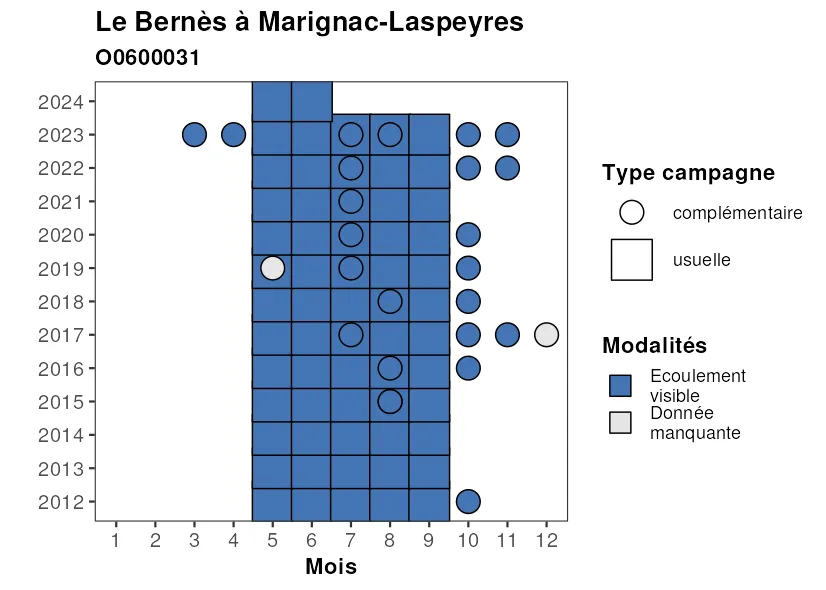 Le Bernès à Marignac-Laspeyres
O0600031
2024
2023
2022
2021
2020
2019
2018
2017
2016
2015
2014
2013
2012
1 2 3 4 5 6 7 8 9 10 11 12
Mois
Type campagne
complémentaire
usuelle
Modalités
Ecoulement
visible
Donnée
manquante